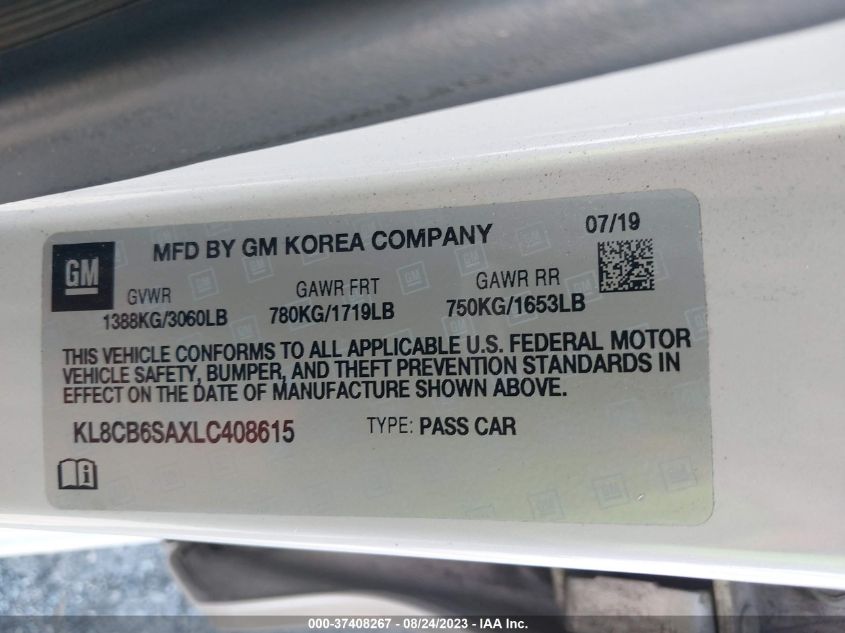 GM
MFD BY GM KOREA COMPANY
07/19
GVWR
GAWR FRT
GAWR RR
1388KG/3060LB
780KG/1719LB
750KG/1653LB
THIS VEHICLE CONFORMS TO ALL APPLICABLE U.S. FEDERAL MOTOR
VEHICLE SAFETY, BUMPER, AND THEFT PREVENTION STANDARDS IN
EFFECT ON THE DATE OF MANUFACTURE SHOWN ABOVE.
KL8CB6SAXLC408615
TYPE: PASS CAR
i
000-37408267 - 08/24/2023 - IAA Inc.